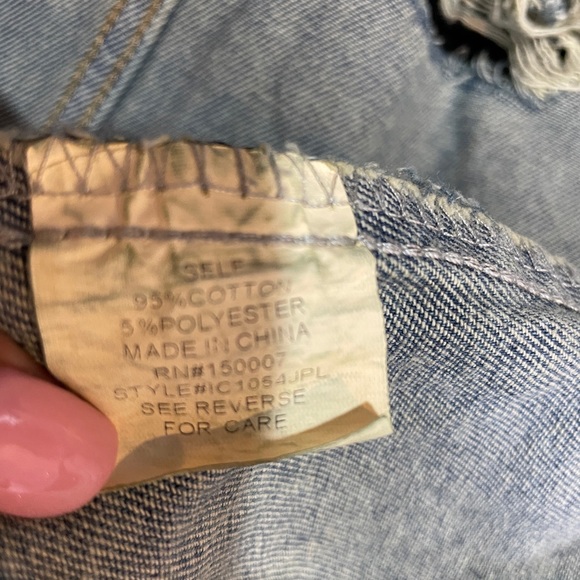 SELF
95%COTTON
5%POLYESTER
MADE IN CHINA
RN#150007
STYLE#IC1054JPL
SEE REVERSE
FOR CARE